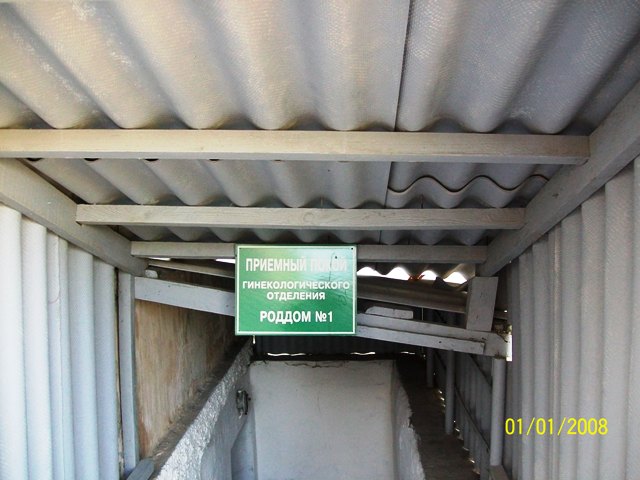 ПРИЕМНЫЙ ПОКОЙ
ГИНЕКОЛОГИЧЕСКОГО
ОТДЕЛЕНИЯ
РОДДОМ №1
01/01/2008